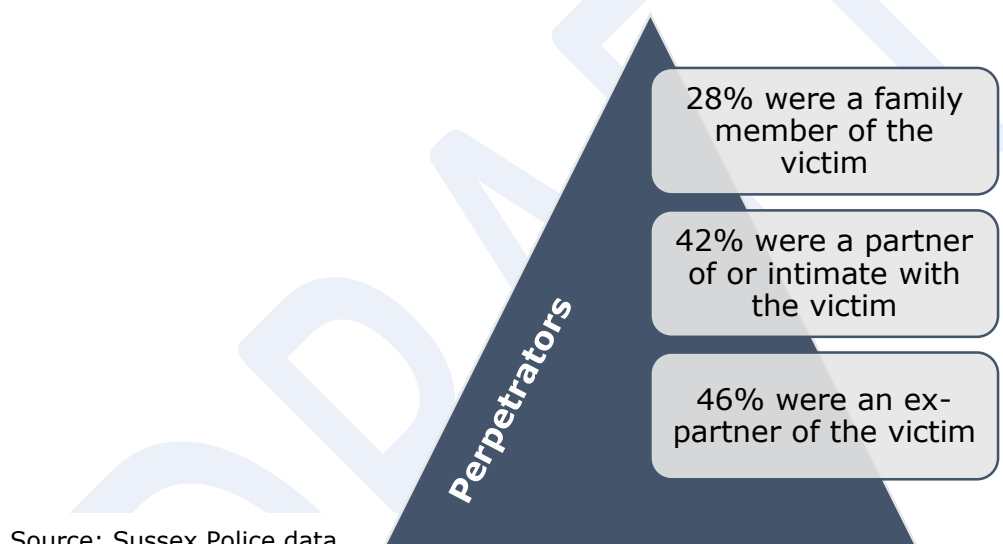 28% were a family
member of the
victim
42% were a partner
of or intimate with
the victim
46% were an ex-
partner of the victim
Perpetrators
Source: Sussex Police data